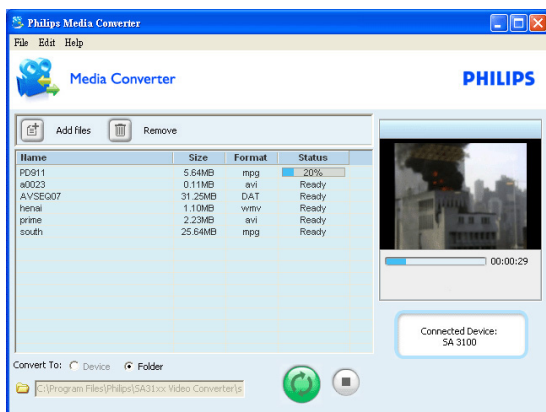 Philips Media Converter
File Edit Help
Media Converter
PHILIPS
Add files Remove
Name Size Format Status
PD911 5.64MB mpg 20%
a0023 0.11MB avi Ready
AVSEQ07 31.25MB DAT Ready
henai 1.10MB wmv Ready
prime 2.23MB avi Ready
south 25.64MB mpg Ready
00:00:29
Connected Device:
SA 3100
Convert To: Device Folder
C:\Program Files\Philips\SA31xx Video Converter\s